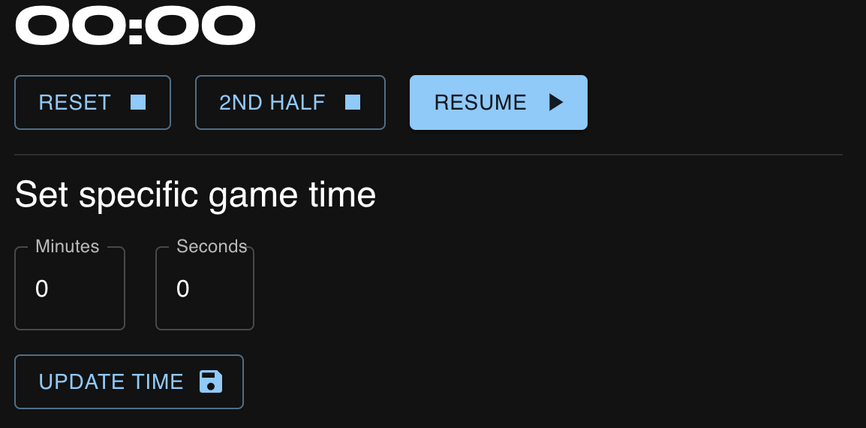 00:00
RESET 2ND HALF RESUME
Set specific game time
Minutes Seconds
0 0
UPDATE TIME